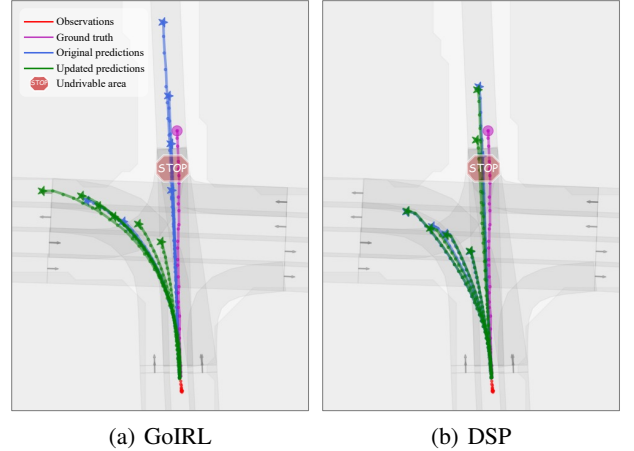 Observations
Ground truth
Original predictions
Updated predictions
STOP Undrivable area
STOP
STOP
(a) GoIRL
(b) DSP